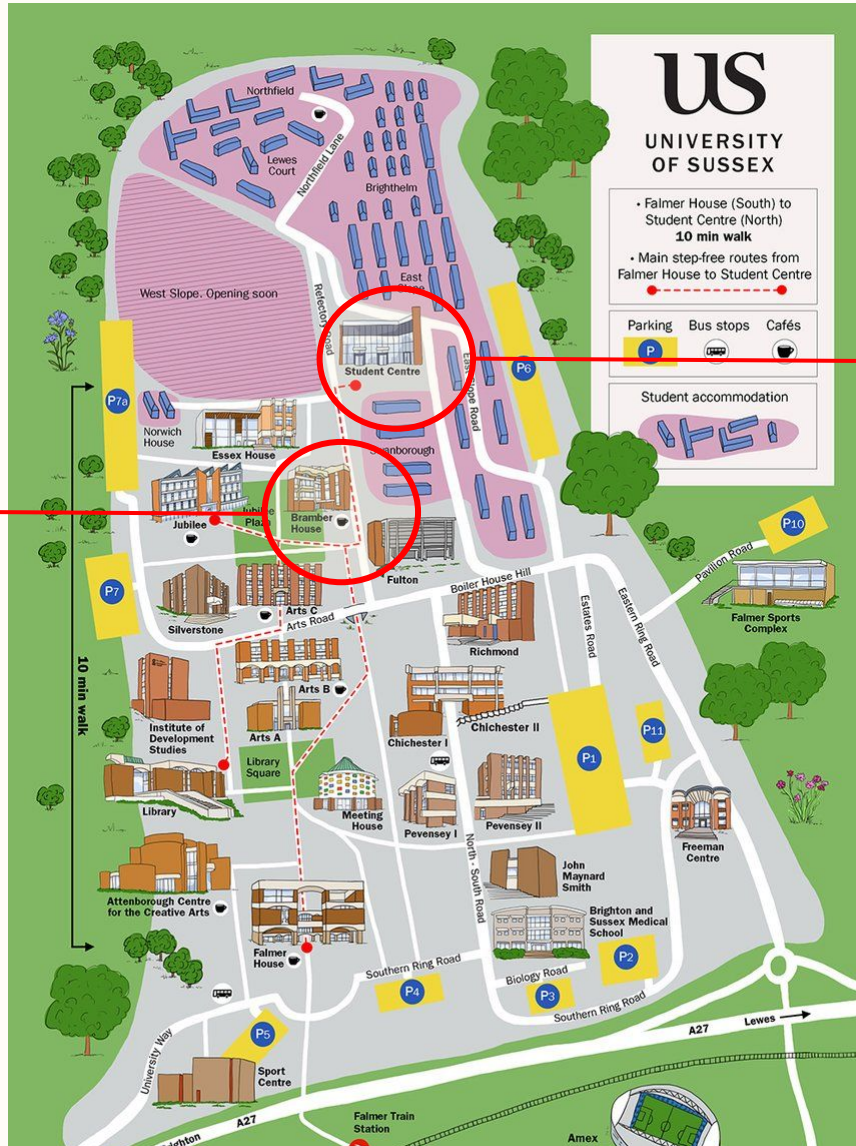 US
UNIVERSITY
OF SUSSEX
• Falmer House (South) to
Student Centre (North)
10 min walk
• Main step-free routes from
Falmer House to Student Centre
Parking
Bus stops
Cafés
P
Student accommodation
Northfield
Lewes
Court
Northfield Lane
Brighthelm
East
West Slope. Opening soon
Refectory Road
Student Centre
P6
East Slope Road
P7a
Norwich
House
Essex House
Jubilee
Jubilee
Plaza
Bramber
House
Fulton
P10
Pavilion Road
Falmer Sports
Complex
P7
Silverstone
Arts C
Arts Road
Boiler House Hill
Richmond
Estates Road
Eastern Ring Road
10 min walk
Institute of
Development
Studies
Arts B
Arts A
Chichester I
Chichester II
P1
P11
Library
Library
Square
Meeting
House
Pevensey I
Pevensey II
Freeman
Centre
North - South Road
John
Maynard
Smith
Attenborough Centre
for the Creative Arts
Falmer
House
Brighton and
Sussex Medical
School
Southern Ring Road
P4
Biology Road
P2
P3
Southern Ring Road
University Way
P5
Sport
Centre
A27
Lewes
A27
Falmer Train
Station
Amex